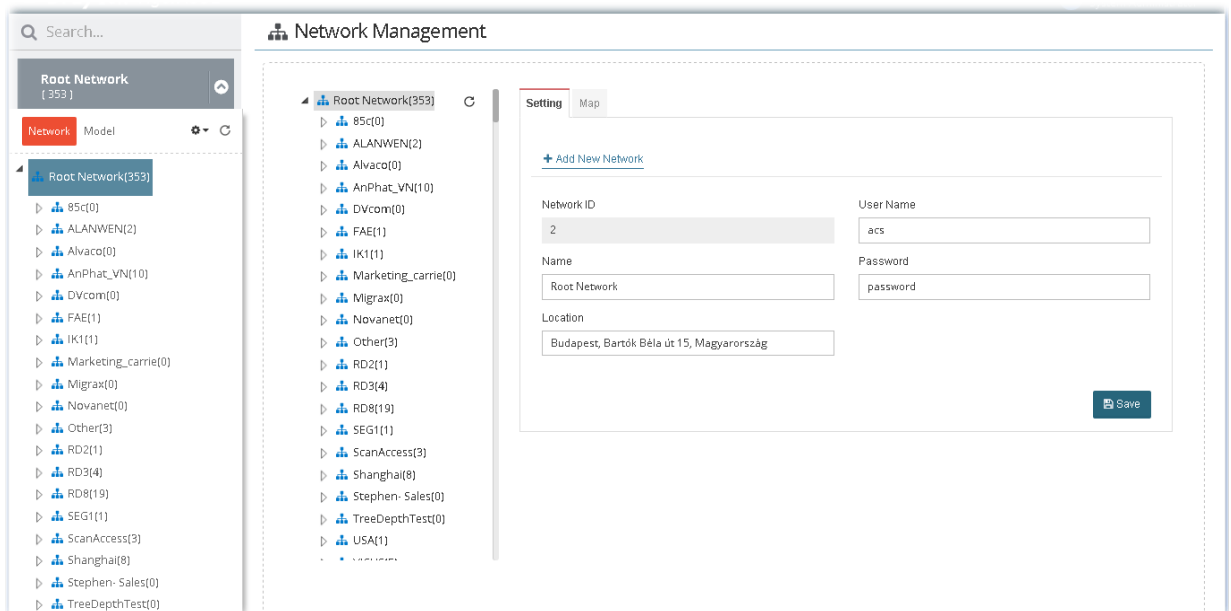 Search...
Root Network
[ 353 ]
Network Model
Root Network(353)
85c(0)
ALANWEN(2)
Alvaco(0)
AnPhat_VN(10)
DVcom(0)
FAE(1)
IK1(1)
Marketing_carrie(0)
Migrax(0)
Novanet(0)
Other(3)
RD2(1)
RD3(4)
RD8(19)
SEG1(1)
ScanAccess(3)
Shanghai(8)
Stephen- Sales(0)
TreeDepthTest(0)
Network Management
Root Network(353)
85c(0)
ALANWEN(2)
Alvaco(0)
AnPhat_VN(10)
DVcom(0)
FAE(1)
IK1(1)
Marketing_carrie(0)
Migrax(0)
Novanet(0)
Other(3)
RD2(1)
RD3(4)
RD8(19)
SEG1(1)
ScanAccess(3)
Shanghai(8)
Stephen- Sales(0)
TreeDepthTest(0)
USA(1)
Setting Map
+ Add New Network
Network ID
2
User Name
acs
Name
Root Network
Password
password
Location
Budapest, Bartók Béla út 15, Magyarország
Save